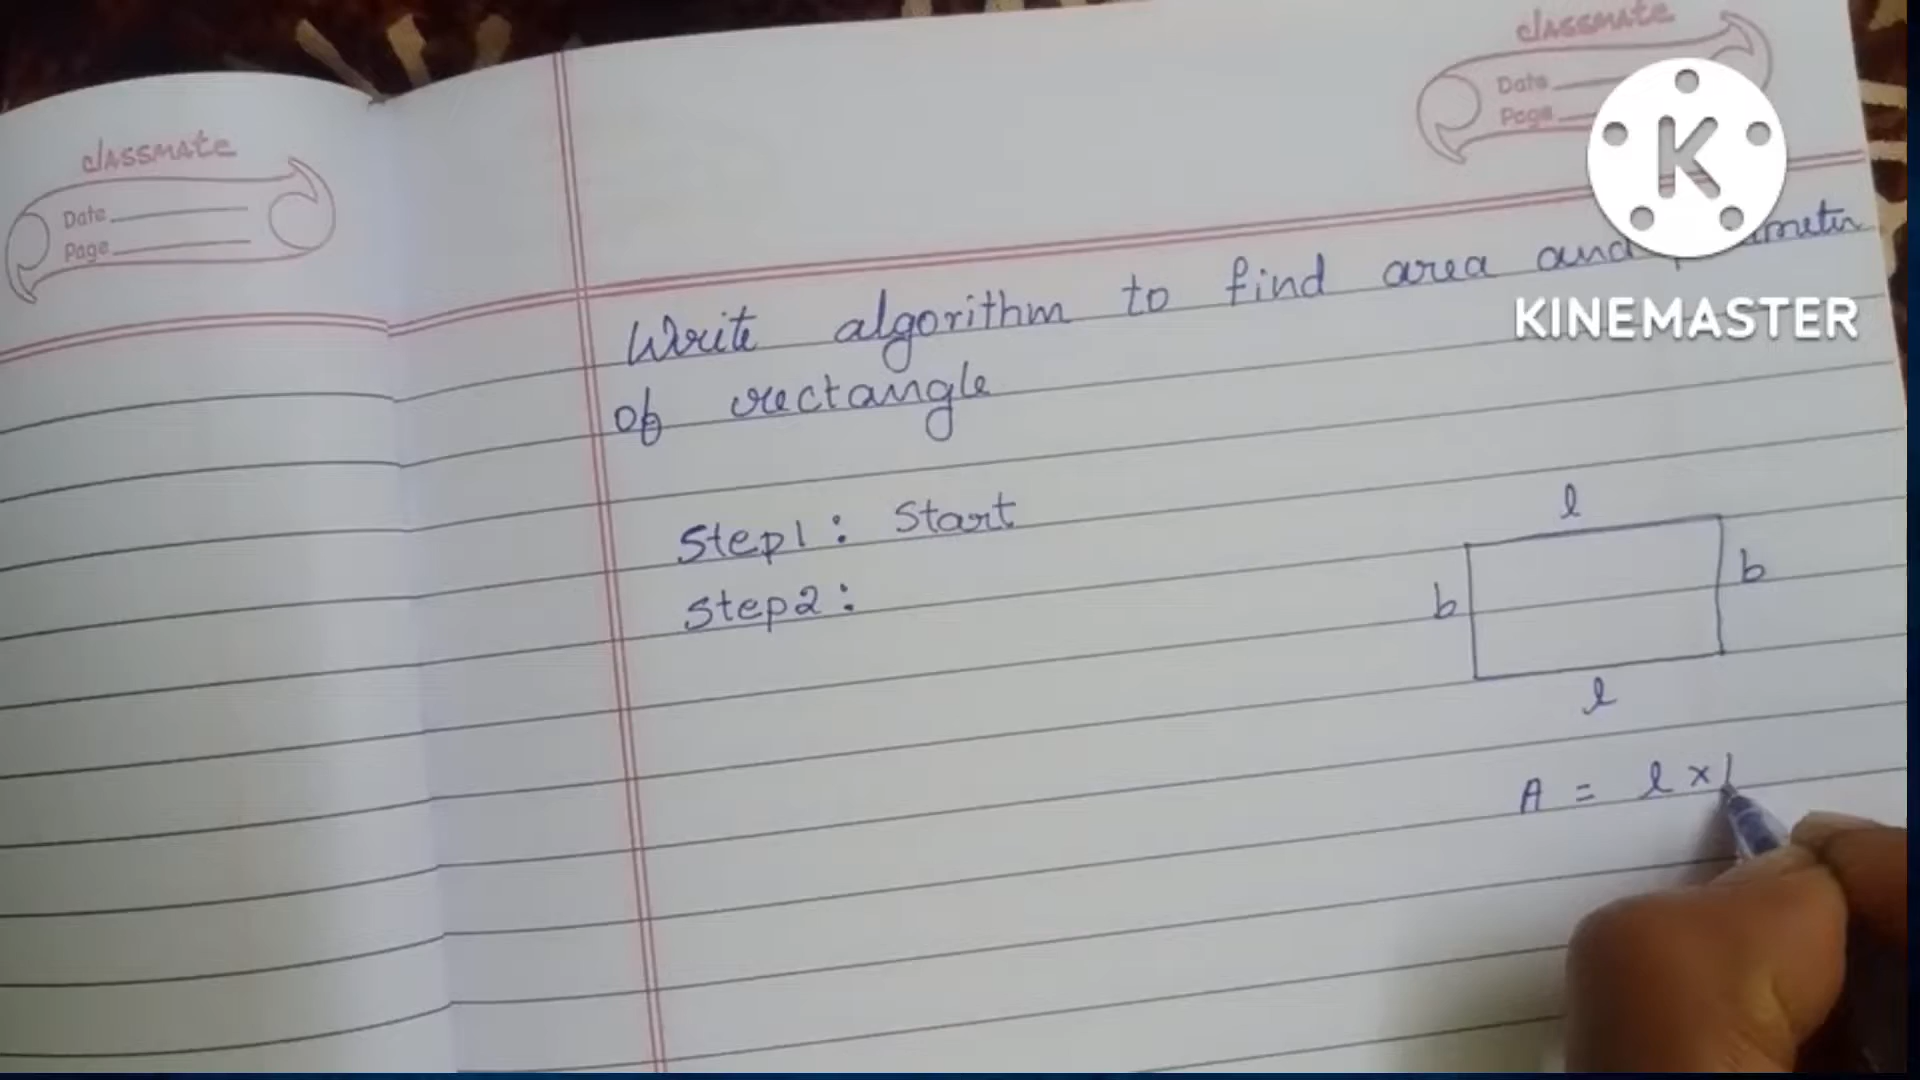 classmate
Date
Page
classmate
Date
Page
KINEMASTER
Write algorithm to find area and
of rectangle
Step1: Start
Step2:
l
b
b
l
A = l ×